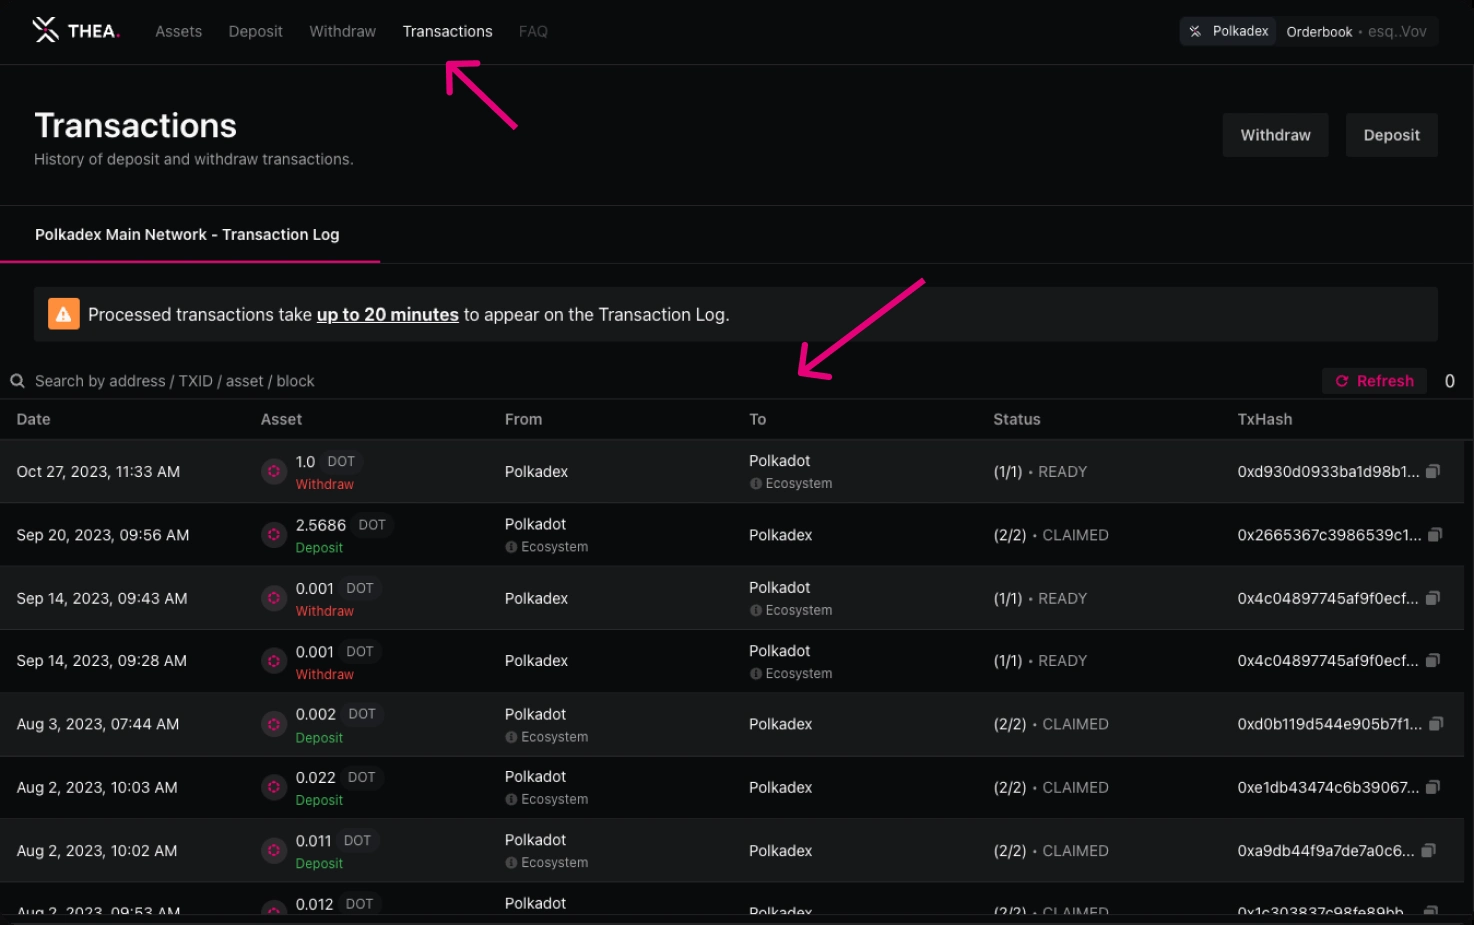 THEA. Assets Deposit Withdraw Transactions FAQ Polkadex Orderbook • esq..Vov
Transactions
History of deposit and withdraw transactions.
Withdraw Deposit
Polkadex Main Network - Transaction Log
Processed transactions take up to 20 minutes to appear on the Transaction Log.
Search by address / TXID / asset / block Refresh 0
Date Asset From To Status TxHash
Oct 27, 2023, 11:33 AM 1.0 DOT Withdraw Polkadex Polkadot Ecosystem (1/1) • READY 0xd930d0933ba1d98b1...
Sep 20, 2023, 09:56 AM 2.5686 DOT Deposit Polkadot Ecosystem Polkadex (2/2) • CLAIMED 0x2665367c3986539c1...
Sep 14, 2023, 09:43 AM 0.001 DOT Withdraw Polkadex Polkadot Ecosystem (1/1) • READY 0x4c04897745af9f0ecf...
Sep 14, 2023, 09:28 AM 0.001 DOT Withdraw Polkadex Polkadot Ecosystem (1/1) • READY 0x4c04897745af9f0ecf...
Aug 3, 2023, 07:44 AM 0.002 DOT Deposit Polkadot Ecosystem Polkadex (2/2) • CLAIMED 0xd0b119d544e905b7f1...
Aug 2, 2023, 10:03 AM 0.022 DOT Deposit Polkadot Ecosystem Polkadex (2/2) • CLAIMED 0xe1db43474c6b39067...
Aug 2, 2023, 10:02 AM 0.011 DOT Deposit Polkadot Ecosystem Polkadex (2/2) • CLAIMED 0xa9db44f9a7de7a0c6...
Aug 2, 2023, 09:53 AM 0.012 DOT Polkadot Polkadex (2/2) • CLAIMED 0x1c303837c98fe89bb...